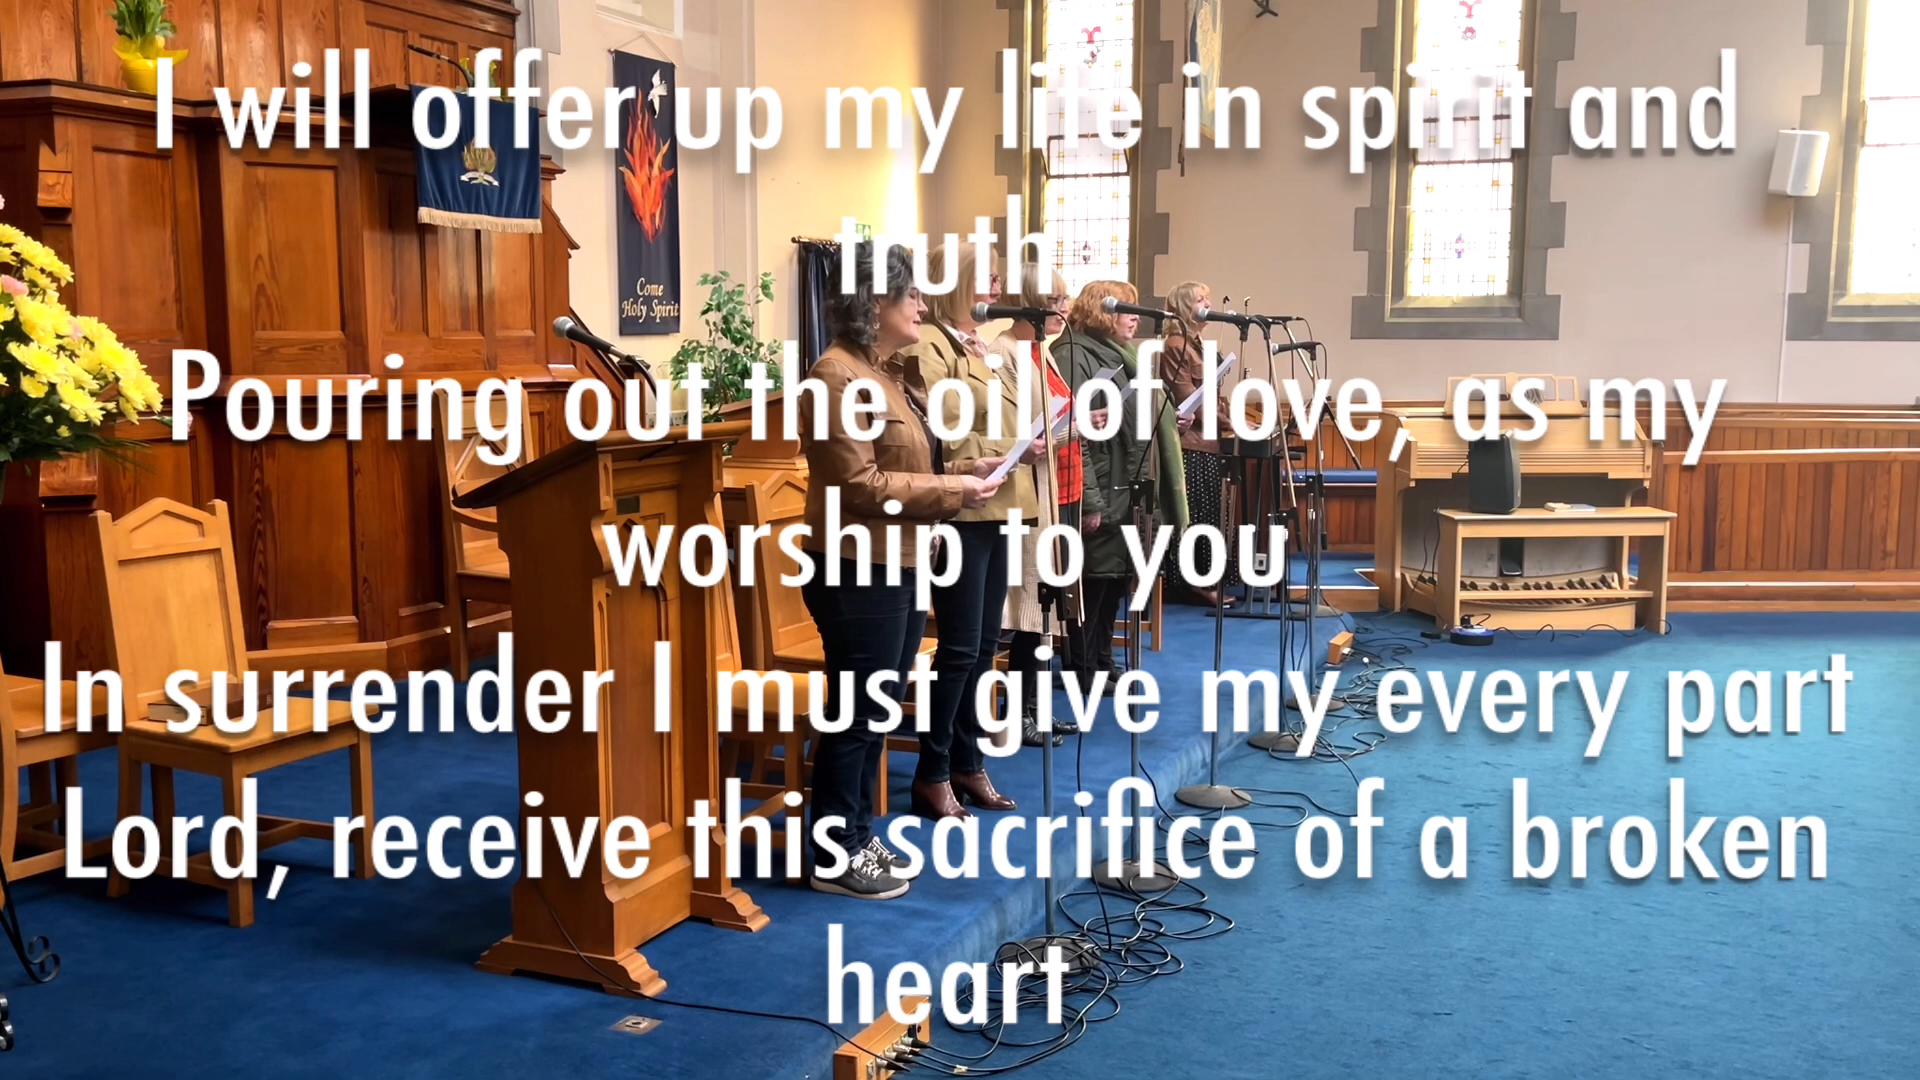 I will offer up my life in spirit and
truth
Pouring out the oil of love, as my
worship to you
In surrender I must give my every part
Lord, receive this sacrifice of a broken
heart
Come
Holy Spirit